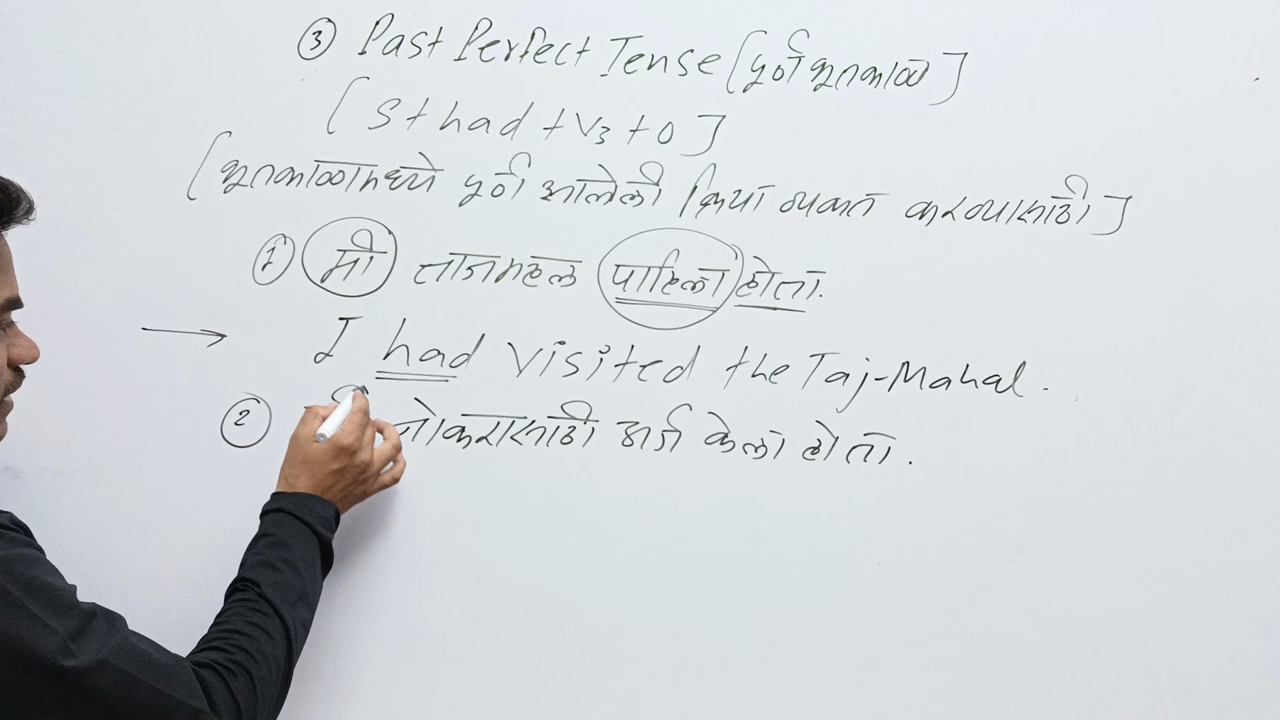 ③ Past Perfect Tense [पूर्ण भूतकाळ]
[S + had + V3 + O]
[भूतकाळामध्ये पूर्ण झालेली क्रिया व्यक्त करण्यासाठी]
① मी ताजमहल पाहिला होता.
→ I had visited the Taj-Mahal.
② नोकरीसाठी अर्ज केला होता.